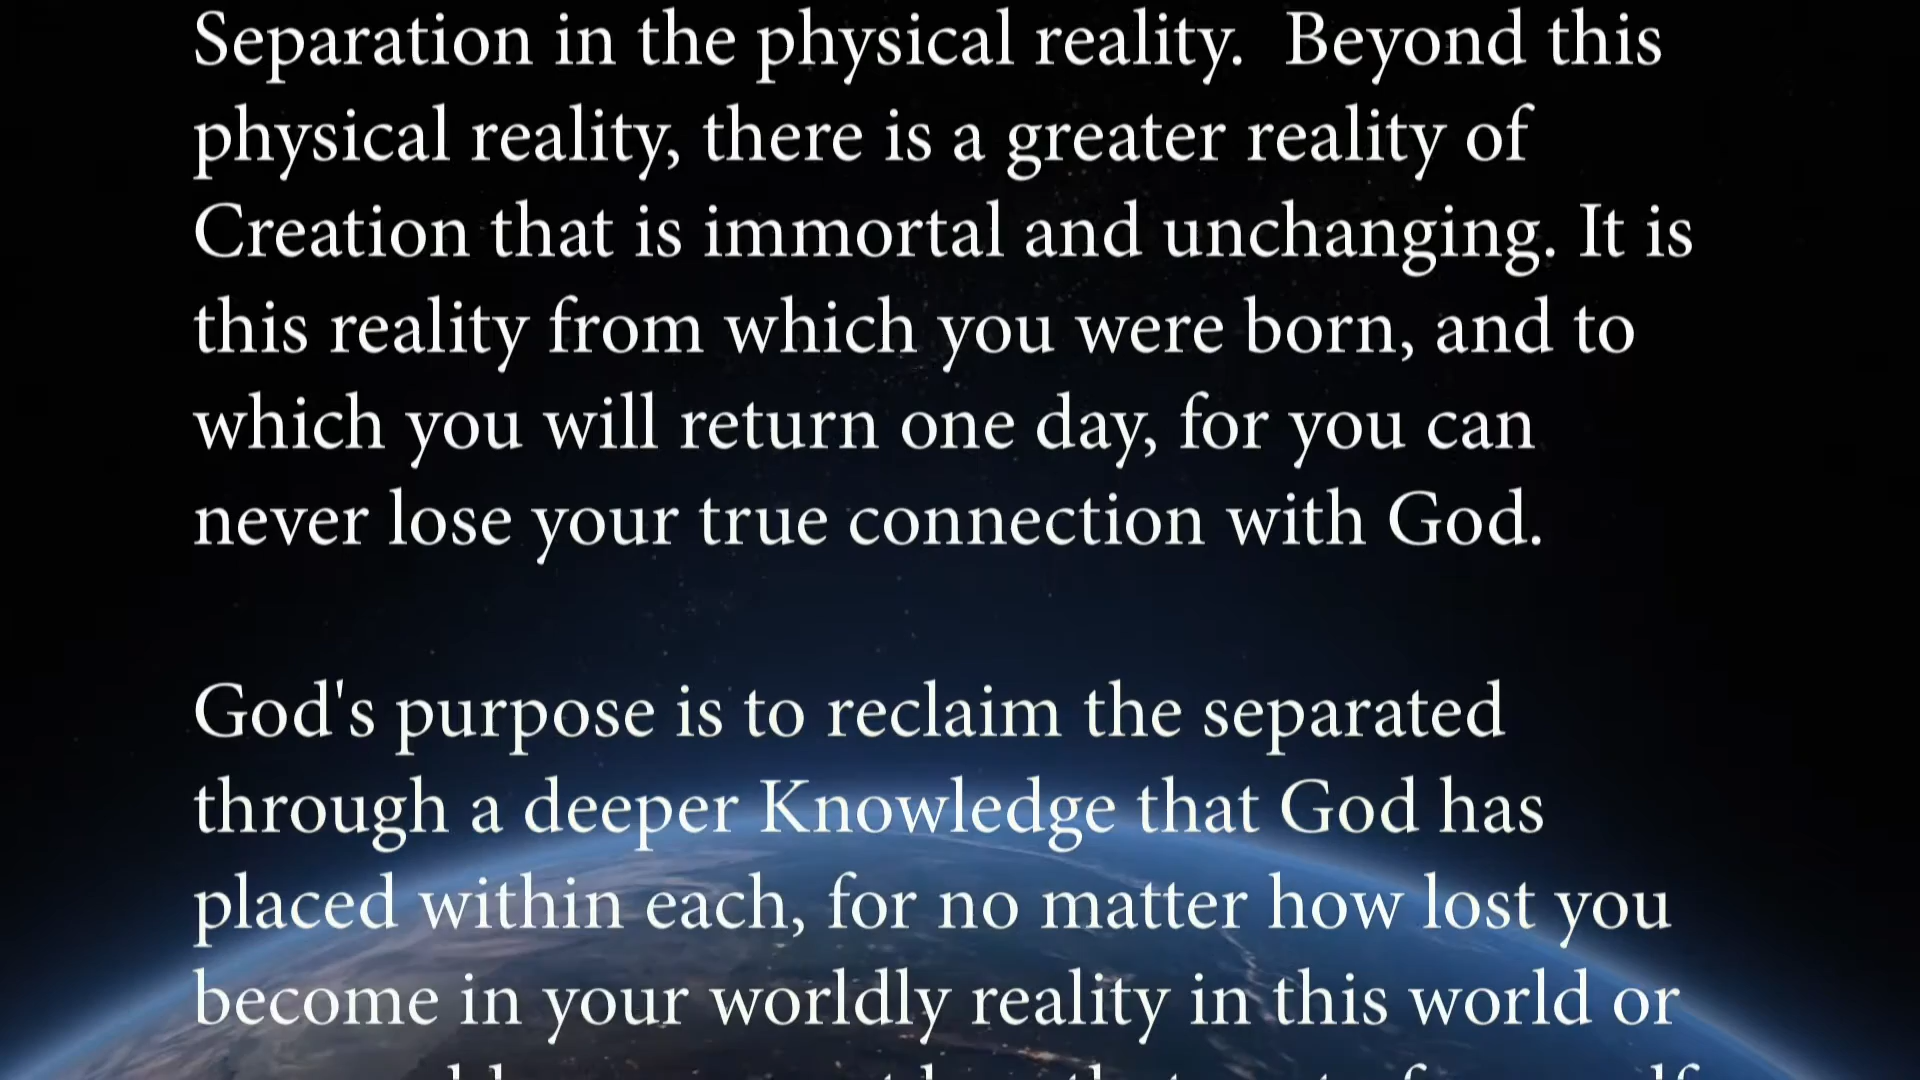 Separation in the physical reality.  Beyond this
physical reality, there is a greater reality of
Creation that is immortal and unchanging. It is
this reality from which you were born, and to
which you will return one day, for you can
never lose your true connection with God.
God's purpose is to reclaim the separated
through a deeper Knowledge that God has
placed within each, for no matter how lost you
become in your worldly reality in this world or